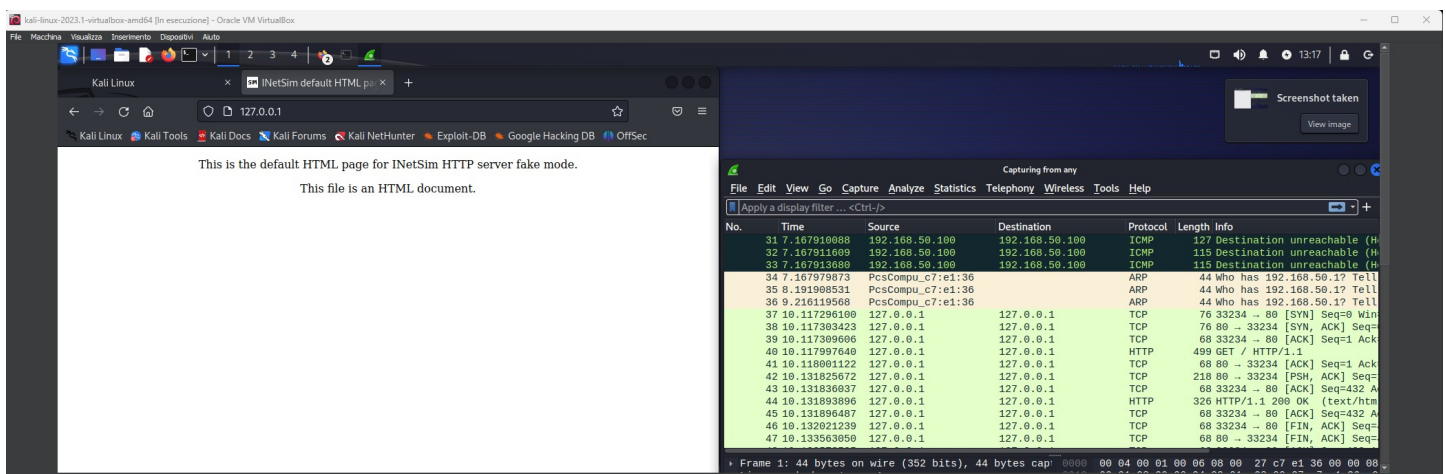 kali-linux-2023.1-virtualbox-amd64 [In esecuzione] - Oracle VM VirtualBox
File Macchina Visualizza Inserimento Dispositivi Aiuto
1 2 3 4 2 13:17
Kali Linux × INetSim default HTML pa × +
127.0.0.1
Kali Linux Kali Tools Kali Docs Kali Forums Kali NetHunter Exploit-DB Google Hacking DB OffSec
This is the default HTML page for INetSim HTTP server fake mode.
This file is an HTML document.
Screenshot taken
View image
Capturing from any
File Edit View Go Capture Analyze Statistics Telephony Wireless Tools Help
Apply a display filter ... <Ctrl-/>
No. Time Source Destination Protocol Length Info
31 7.167910088 192.168.50.100 192.168.50.100 ICMP 127 Destination unreachable (H
32 7.167911609 192.168.50.100 192.168.50.100 ICMP 115 Destination unreachable (H
33 7.167913680 192.168.50.100 192.168.50.100 ICMP 115 Destination unreachable (H
34 7.167979873 PcsCompu_c7:e1:36 ARP 44 Who has 192.168.50.1? Tell
35 8.191908531 PcsCompu_c7:e1:36 ARP 44 Who has 192.168.50.1? Tell
36 9.216119568 PcsCompu_c7:e1:36 ARP 44 Who has 192.168.50.1? Tell
37 10.117296100 127.0.0.1 127.0.0.1 TCP 76 33234 → 80 [SYN] Seq=0 Win=
38 10.117303423 127.0.0.1 127.0.0.1 TCP 76 80 → 33234 [SYN, ACK] Seq=
39 10.117309606 127.0.0.1 127.0.0.1 TCP 68 33234 → 80 [ACK] Seq=1 Ack
40 10.117997640 127.0.0.1 127.0.0.1 HTTP 499 GET / HTTP/1.1
41 10.118001122 127.0.0.1 127.0.0.1 TCP 68 80 → 33234 [ACK] Seq=1 Ack
42 10.131825672 127.0.0.1 127.0.0.1 TCP 218 80 → 33234 [PSH, ACK] Seq=
43 10.131836037 127.0.0.1 127.0.0.1 TCP 68 33234 → 80 [ACK] Seq=432 A
44 10.131893896 127.0.0.1 127.0.0.1 HTTP 326 HTTP/1.1 200 OK (text/htm
45 10.131896487 127.0.0.1 127.0.0.1 TCP 68 33234 → 80 [ACK] Seq=432 A
46 10.132021239 127.0.0.1 127.0.0.1 TCP 68 33234 → 80 [FIN, ACK] Seq=
47 10.133563050 127.0.0.1 127.0.0.1 TCP 68 80 → 33234 [FIN, ACK] Seq=
Frame 1: 44 bytes on wire (352 bits), 44 bytes cap 0000 00 04 00 01 00 06 08 00 27 c7 e1 36 00 00 08